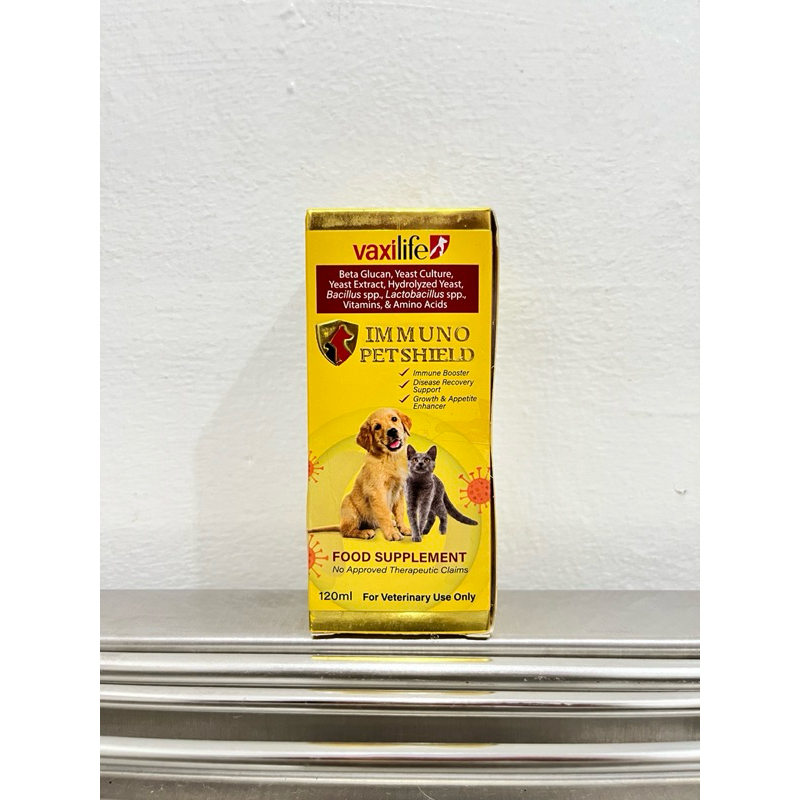 vaxilife
Beta Glucan, Yeast Culture,
Yeast Extract, Hydrolyzed Yeast,
Bacillus spp., Lactobacillus spp.,
Vitamins, & Amino Acids
IMMUNO
PETSHIELD
Immune Booster
Disease Recovery
Support
Growth & Appetite
Enhancer
FOOD SUPPLEMENT
No Approved Therapeutic Claims
120ml For Veterinary Use Only